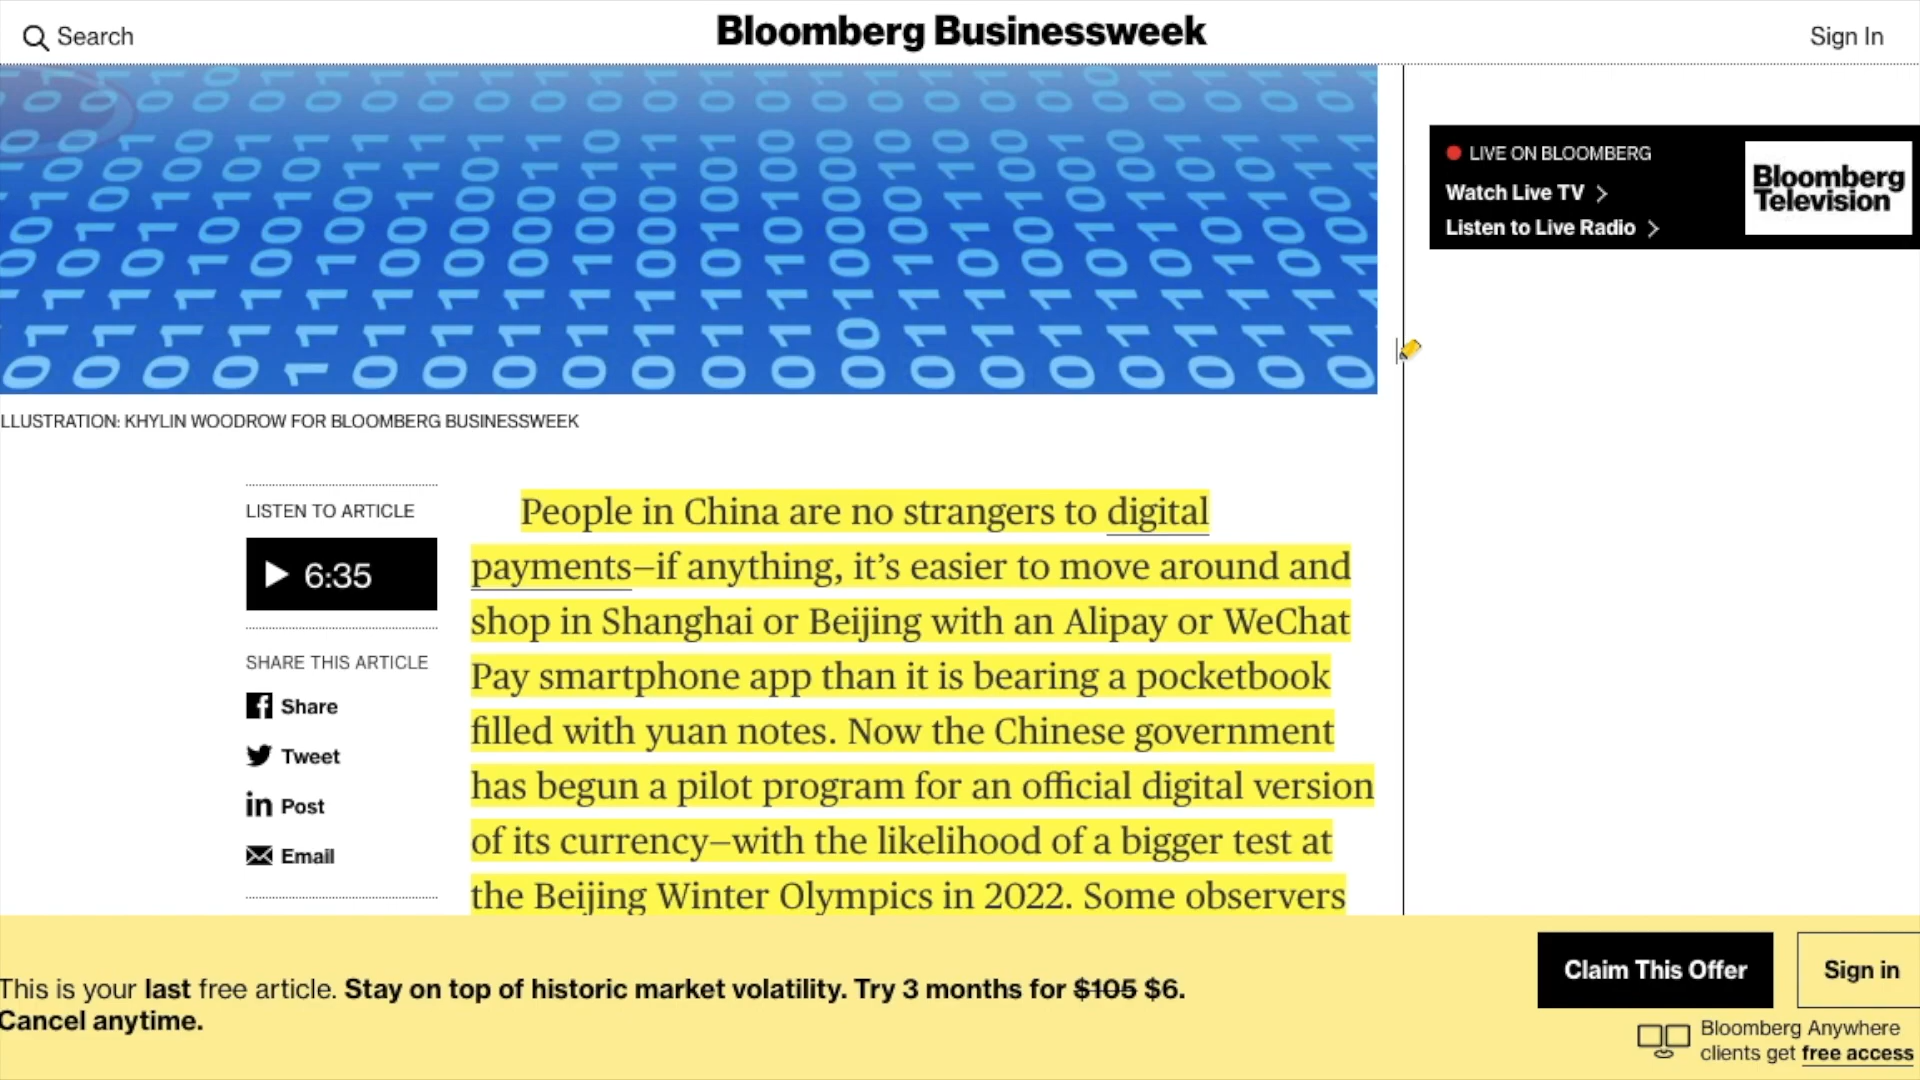 Search
Bloomberg Businessweek
Sign In
LIVE ON BLOOMBERG
Watch Live TV
Listen to Live Radio
Bloomberg
Television
LLUSTRATION: KHYLIN WOODROW FOR BLOOMBERG BUSINESSWEEK
LISTEN TO ARTICLE
6:35
SHARE THIS ARTICLE
Share
Tweet
Post
Email
People in China are no strangers to digital
payments—if anything, it’s easier to move around and
shop in Shanghai or Beijing with an Alipay or WeChat
Pay smartphone app than it is bearing a pocketbook
filled with yuan notes. Now the Chinese government
has begun a pilot program for an official digital version
of its currency—with the likelihood of a bigger test at
the Beijing Winter Olympics in 2022. Some observers
This is your last free article. Stay on top of historic market volatility. Try 3 months for $105 $6.
Cancel anytime.
Claim This Offer
Sign in
Bloomberg Anywhere
clients get free access